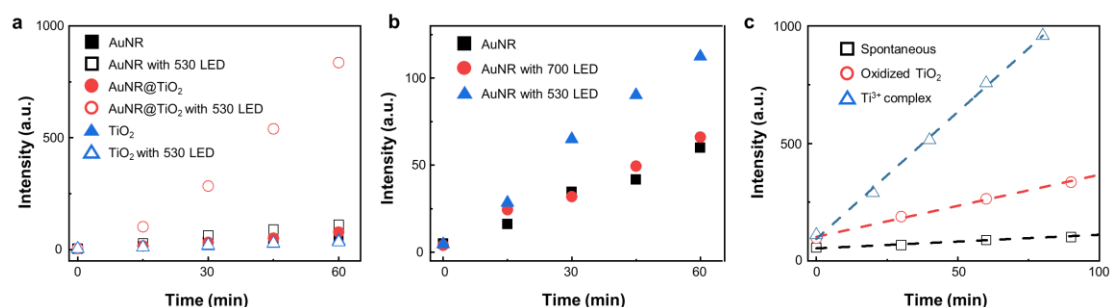 a
1000
500
0
Intensity (a.u.)
AuNR
AuNR with 530 LED
AuNR@TiO₂
AuNR@TiO₂ with 530 LED
TiO₂
TiO₂ with 530 LED
0
30
60
Time (min)
b
100
50
0
Intensity (a.u.)
AuNR
AuNR with 700 LED
AuNR with 530 LED
0
30
60
Time (min)
c
1000
500
0
Intensity (a.u.)
Spontaneous
Oxidized TiO₂
Ti³⁺ complex
0
50
100
Time (min)